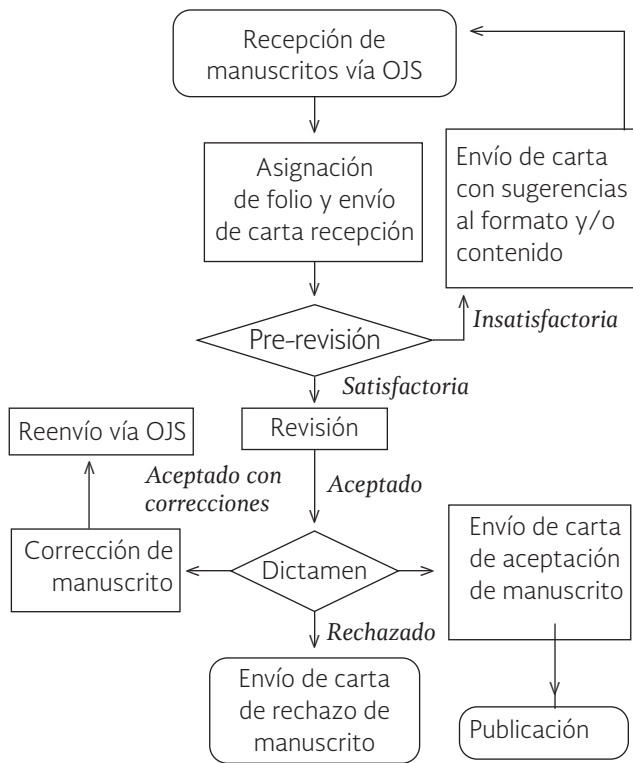 Recepción de
manuscritos vía OJS
Asignación
de folio y envío
de carta recepción
Envío de carta
con sugerencias
al formato y/o
contenido
Pre-revisión
Insatisfactoria
Satisfactoria
Revisión
Reenvío vía OJS
Aceptado con
correcciones
Aceptado
Corrección de
manuscrito
Dictamen
Envío de carta
de aceptación
de manuscrito
Rechazado
Envío de carta
de rechazo de
manuscrito
Publicación